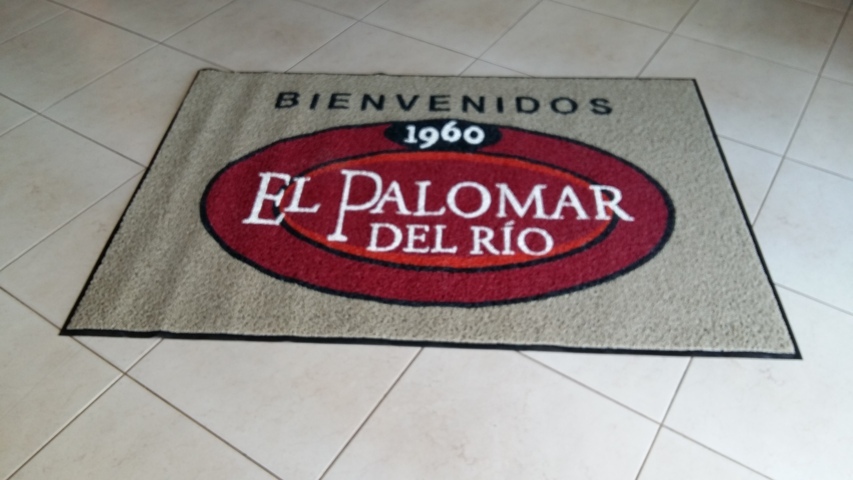 BIENVENIDOS
1960
EL PALOMAR
DEL RÍO